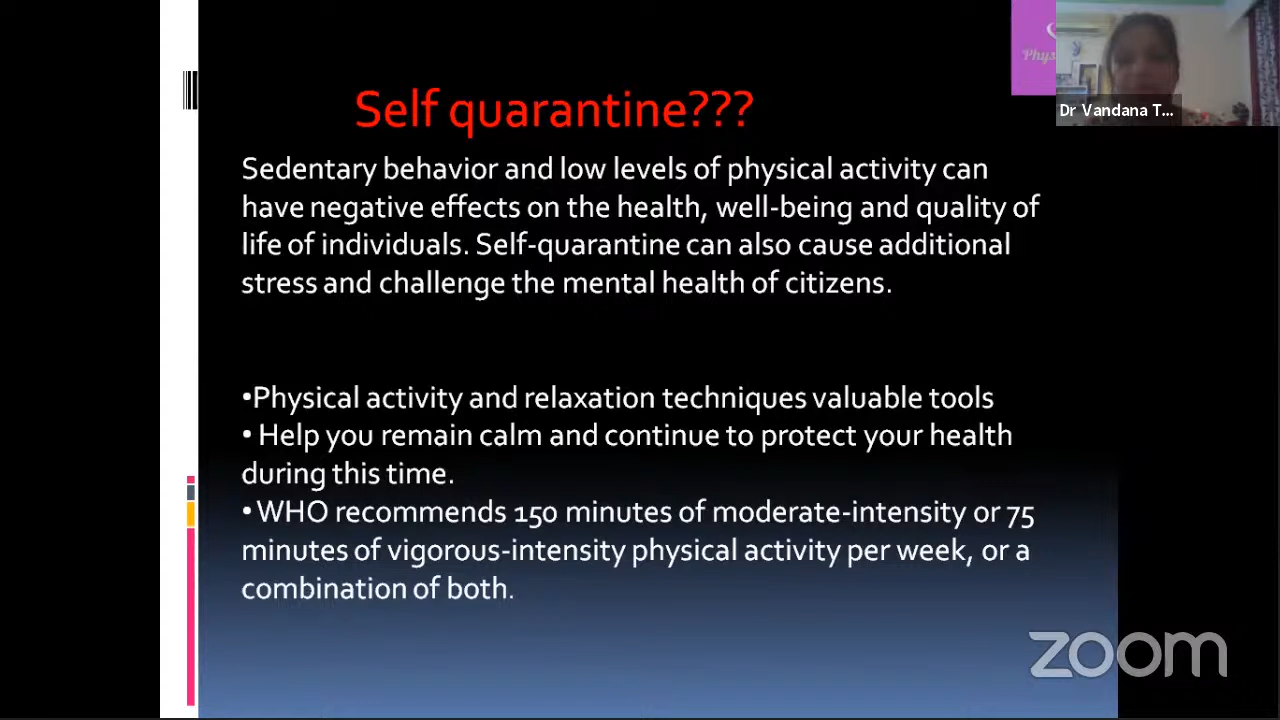 Self quarantine???
Sedentary behavior and low levels of physical activity can
have negative effects on the health, well-being and quality of
life of individuals. Self-quarantine can also cause additional
stress and challenge the mental health of citizens.
•Physical activity and relaxation techniques valuable tools
• Help you remain calm and continue to protect your health
during this time.
• WHO recommends 150 minutes of moderate-intensity or 75
minutes of vigorous-intensity physical activity per week, or a
combination of both.
Phys
Dr Vandana T...
zoom